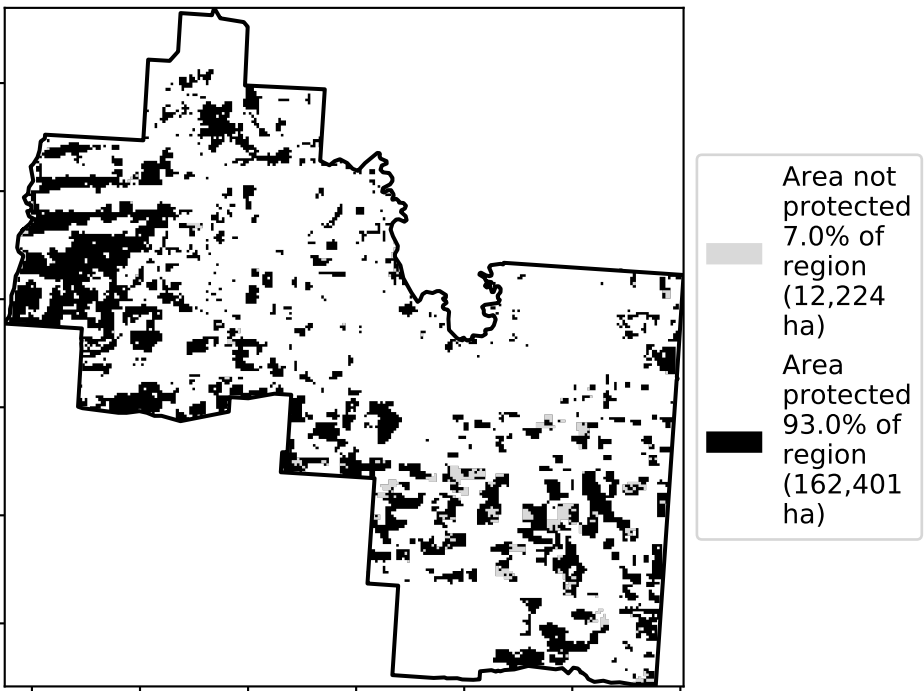 Area not
protected
7.0% of
region
(12,224
ha)
Area
protected
93.0% of
region
(162,401
ha)